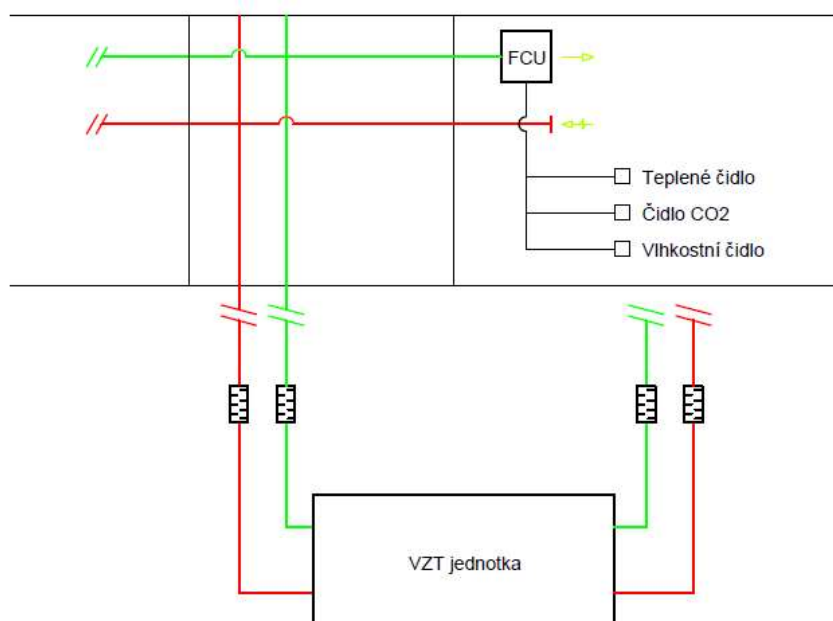 FCU
Teplené čidlo
Čidlo CO2
Vlhkostní čidlo
VZT jednotka